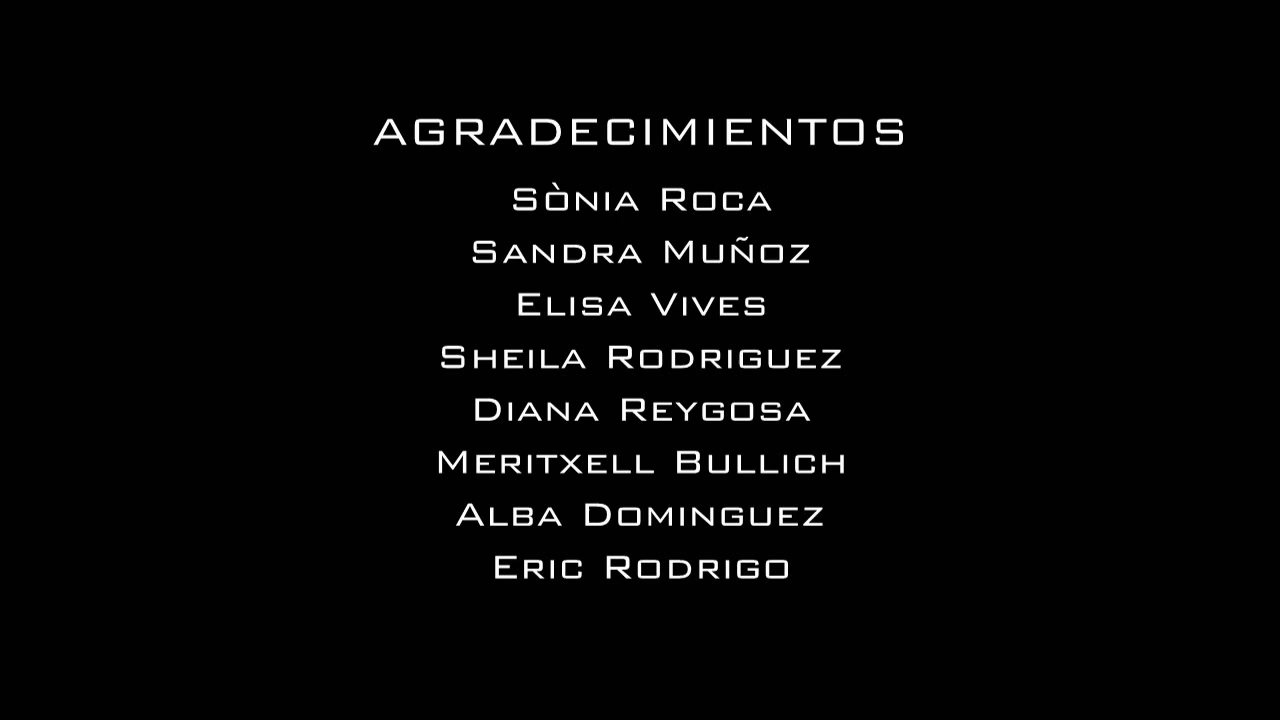 AGRADECIMIENTOS
Sònia Roca
Sandra Muñoz
Elisa Vives
Sheila Rodriguez
Diana Reygosa
Meritxell Bullich
Alba Dominguez
Eric Rodrigo